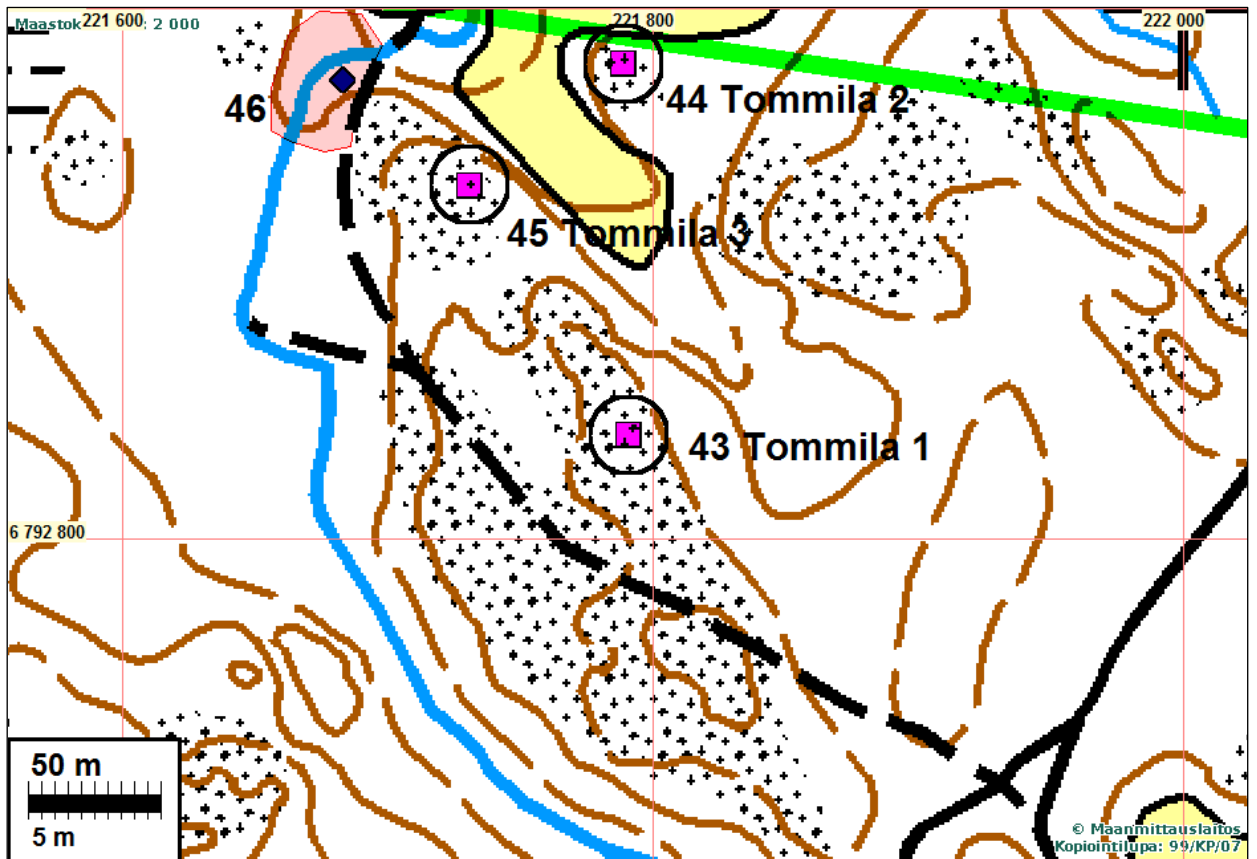 Maastok
221 600
: 2 000
221 800
222 000
46
44 Tommila 2
45 Tommila 3
43 Tommila 1
6 792 800
50 m
5 m
© Maanmittauslaitos
Kopiointilupa: 99/KP/07